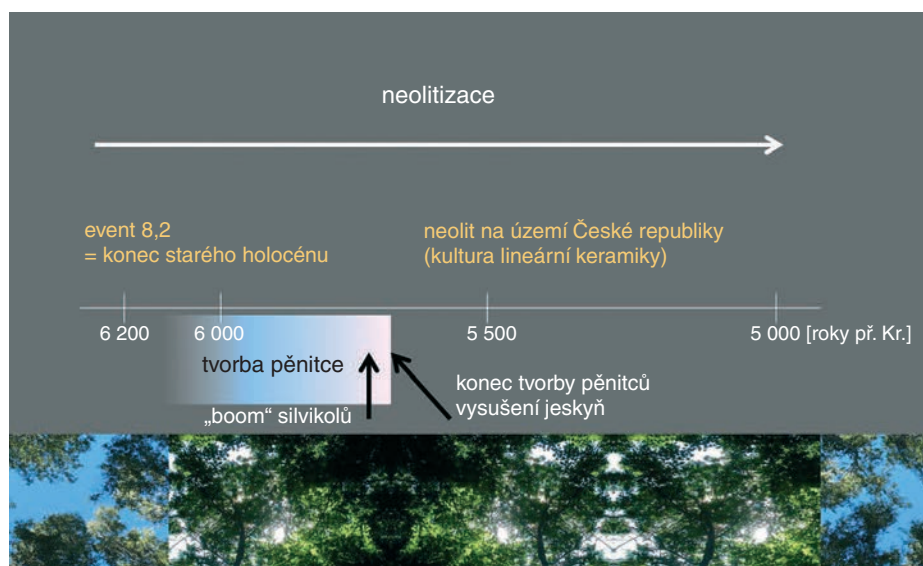 neolitizace
event 8,2
= konec starého holocénu
neolit na území České republiky
(kultura lineární keramiky)
6 200
6 000
5 500
5 000 [roky př. Kr.]
tvorba pěnitce
„boom“ silvikolů
konec tvorby pěnitců
vysušení jeskyň